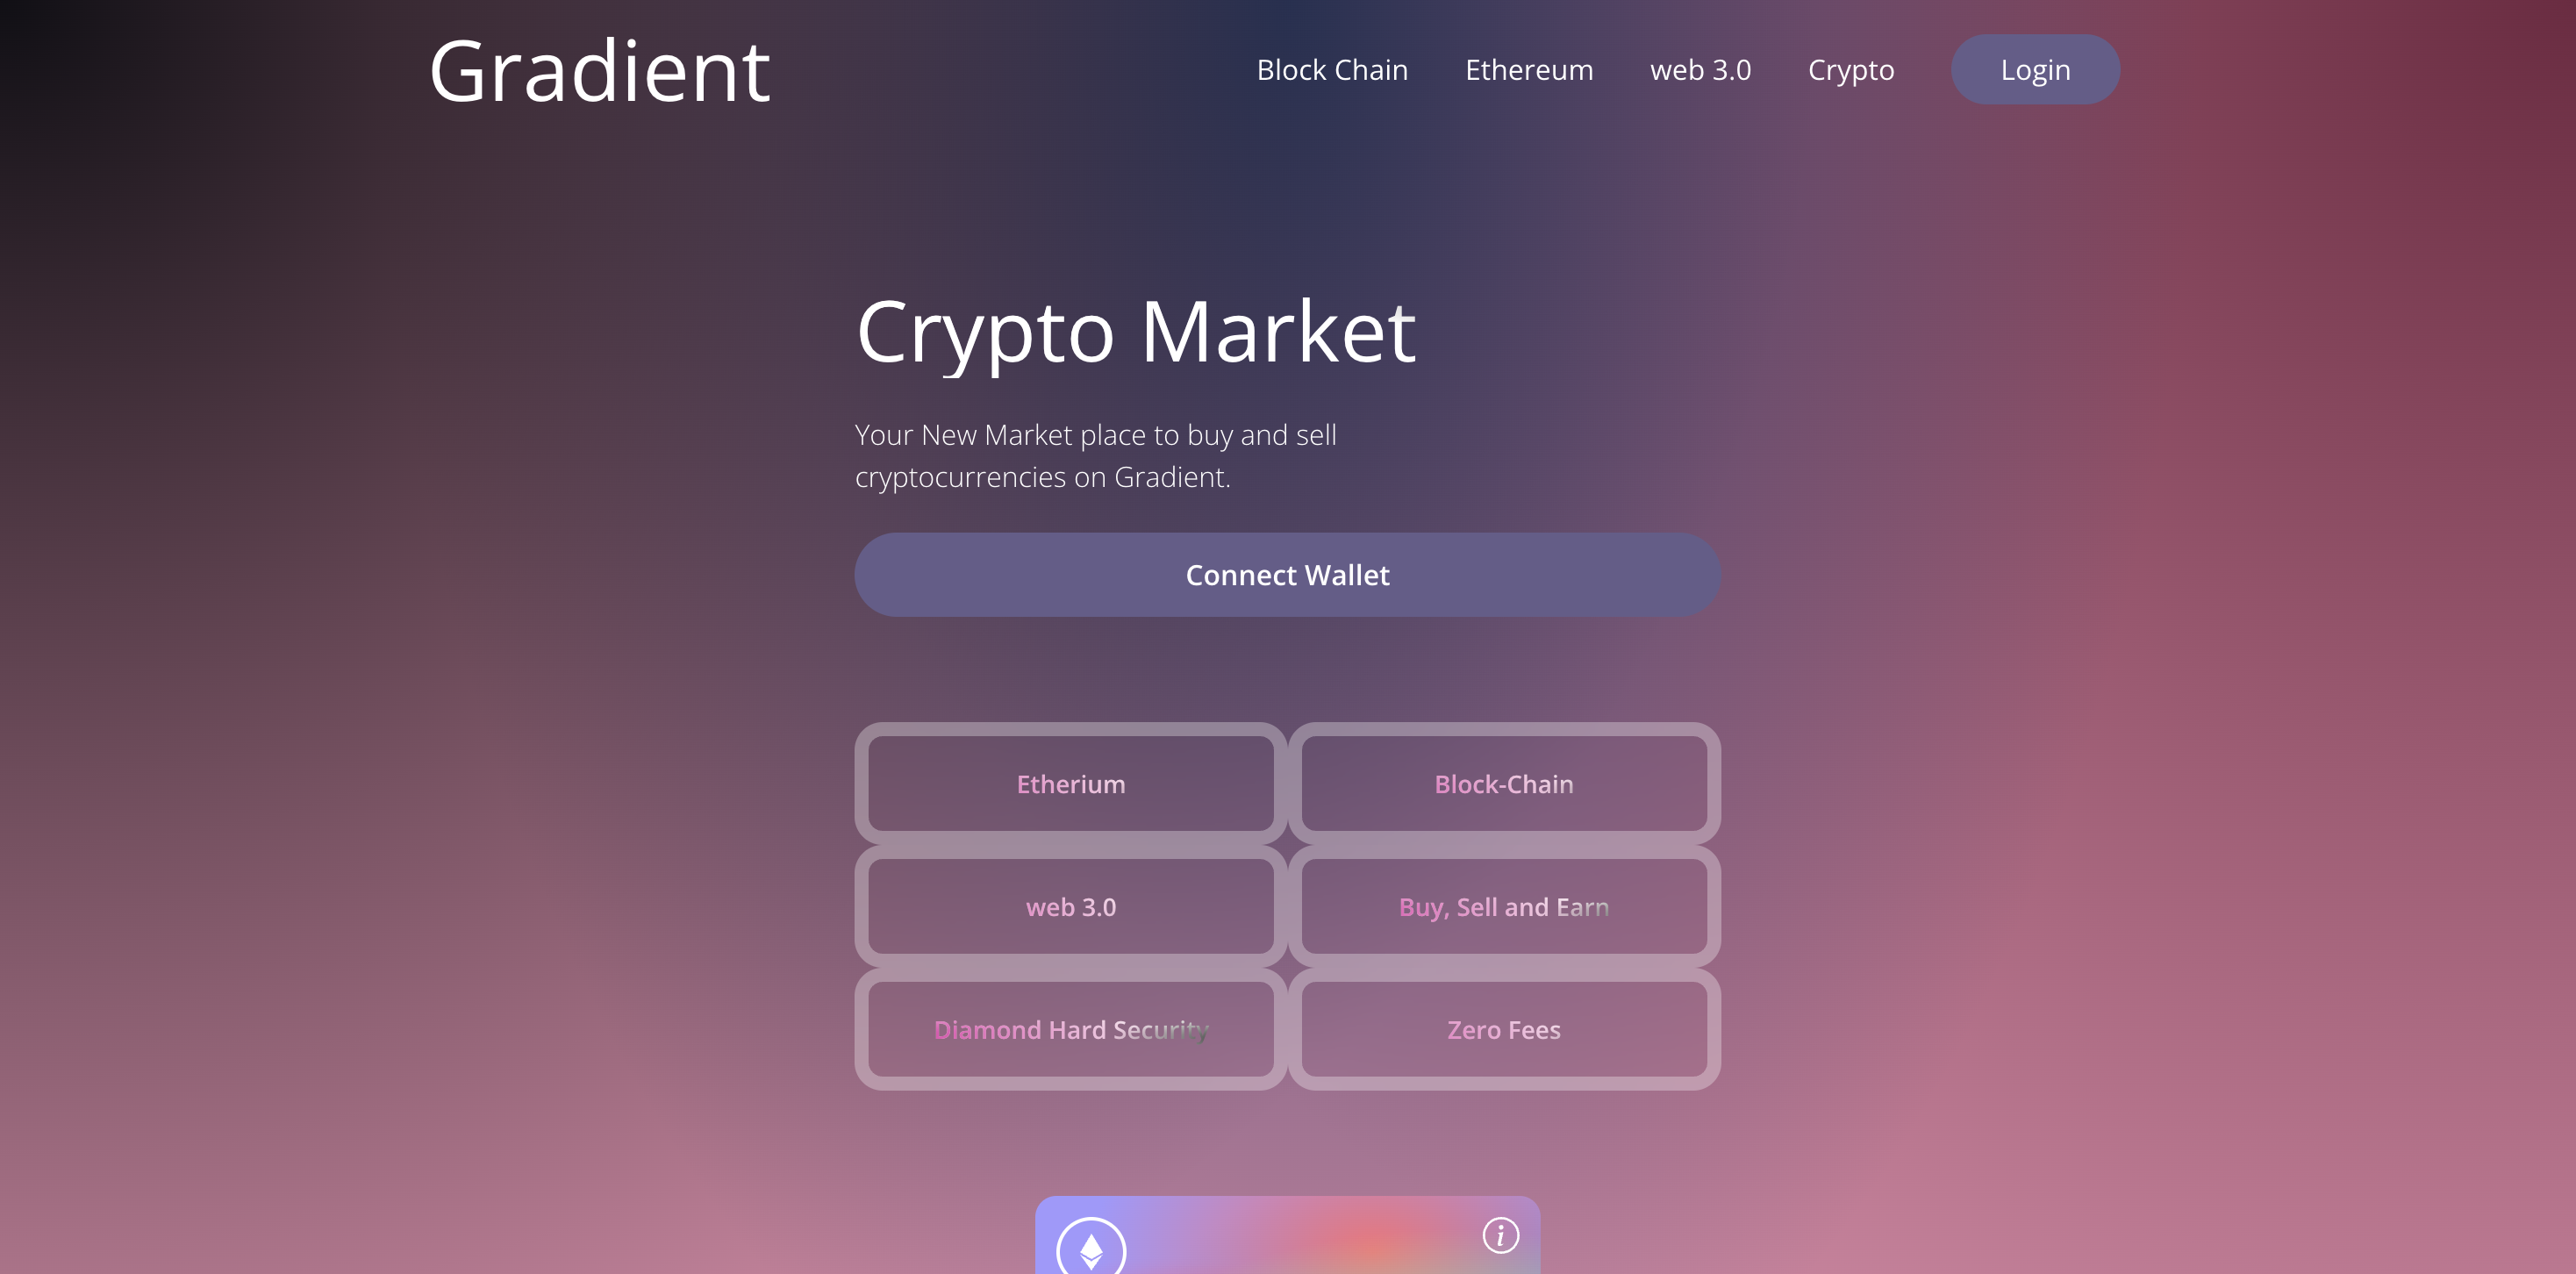 Gradient
Block Chain
Ethereum
web 3.0
Crypto
Login
Crypto Market
Your New Market place to buy and sell
cryptocurrencies on Gradient.
Connect Wallet
Etherium
Block-Chain
web 3.0
Buy, Sell and Earn
Diamond Hard Security
Zero Fees
i